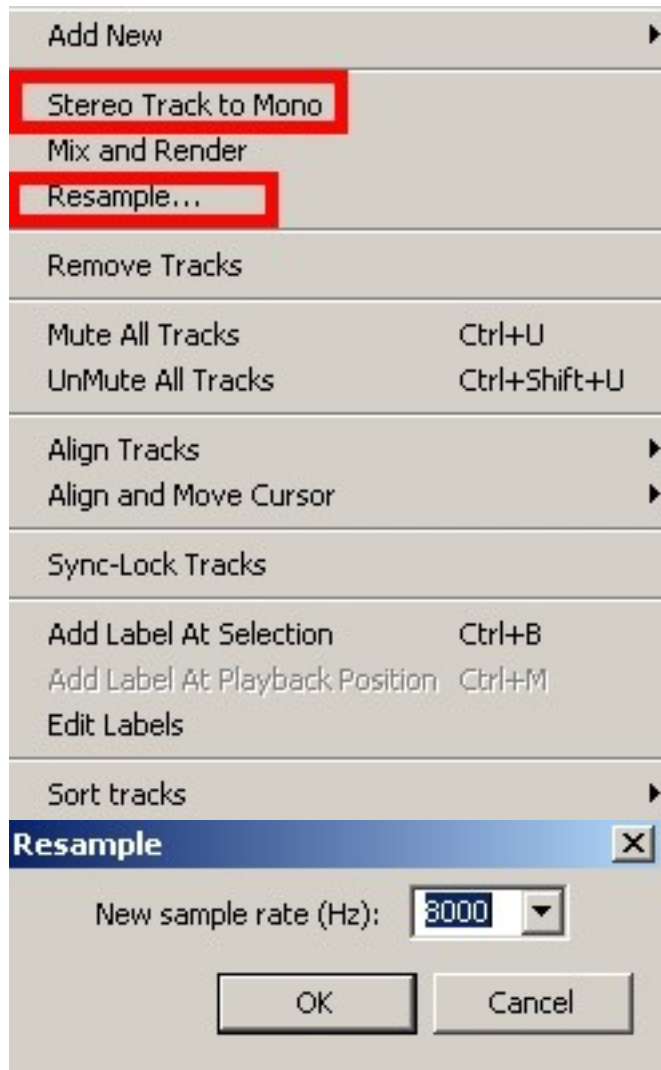 Add New
Stereo Track to Mono
Mix and Render
Resample...
Remove Tracks
Mute All Tracks Ctrl+U
UnMute All Tracks Ctrl+Shift+U
Align Tracks
Align and Move Cursor
Sync-Lock Tracks
Add Label At Selection Ctrl+B
Add Label At Playback Position Ctrl+M
Edit Labels
Sort tracks
Resample
New sample rate (Hz): 8000
OK Cancel